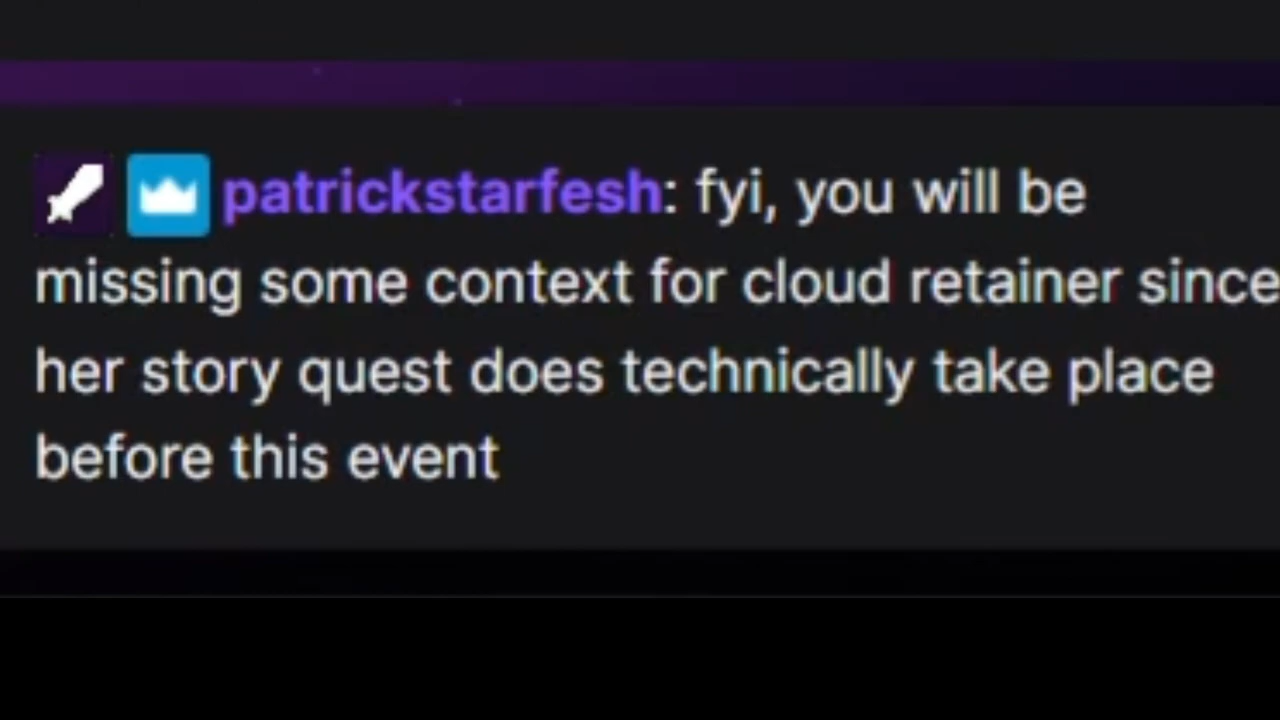 patrickstarfesh: fyi, you will be
missing some context for cloud retainer since
her story quest does technically take place
before this event